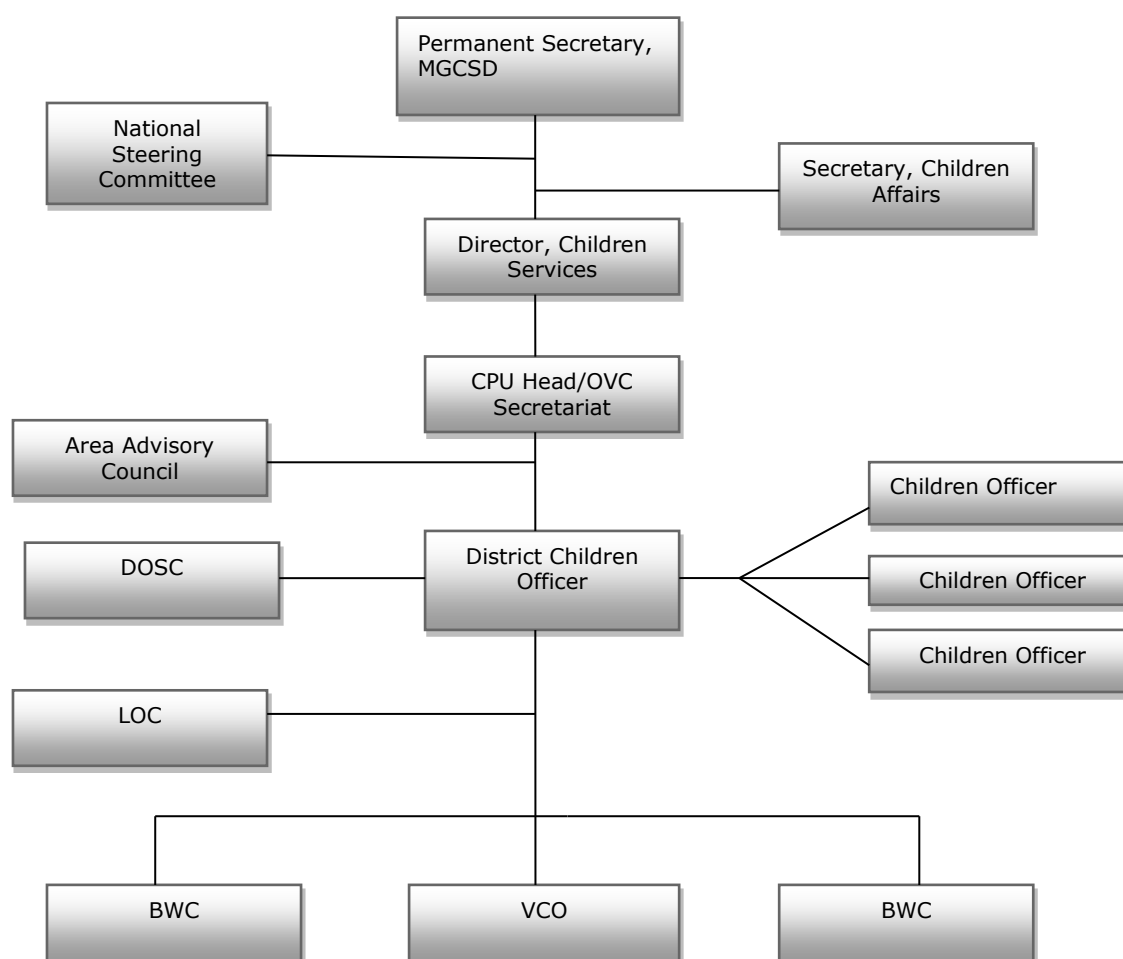 Permanent Secretary,
MGCSD
National
Steering
Committee
Secretary, Children
Affairs
Director, Children
Services
CPU Head/OVC
Secretariat
Area Advisory
Council
Children Officer
DOSC
District Children
Officer
Children Officer
Children Officer
LOC
BWC
VCO
BWC